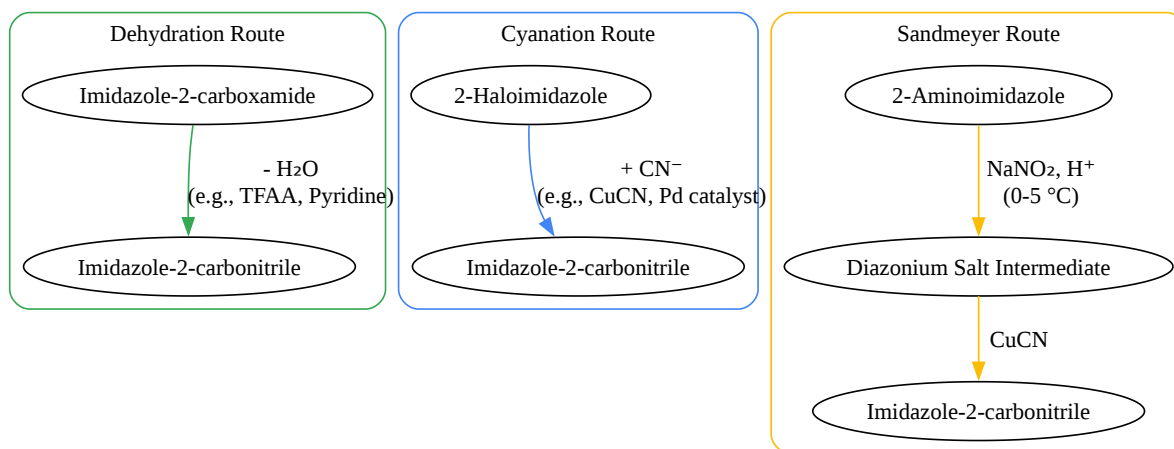 Dehydration Route
Imidazole-2-carboxamide
- H₂O
(e.g., TFAA, Pyridine)
Imidazole-2-carbonitrile
Cyanation Route
2-Haloimidazole
+ CN⁻
(e.g., CuCN, Pd catalyst)
Imidazole-2-carbonitrile
Sandmeyer Route
2-Aminoimidazole
NaNO₂, H⁺
(0-5 °C)
Diazonium Salt Intermediate
CuCN
Imidazole-2-carbonitrile